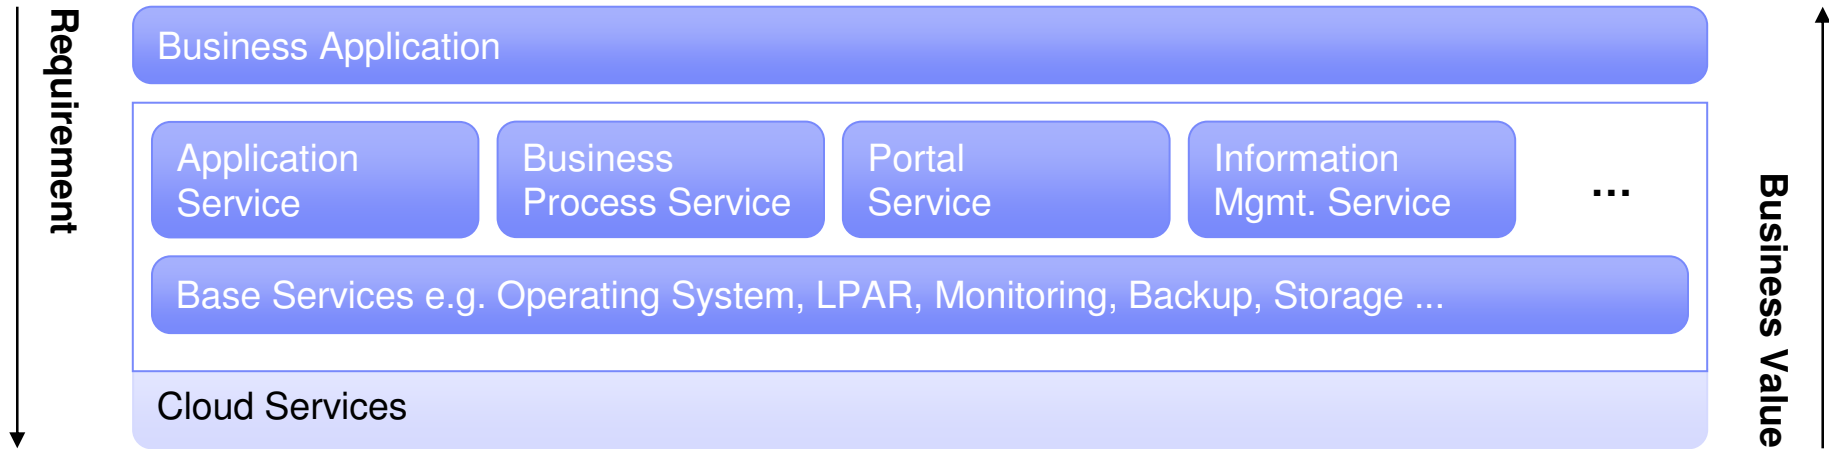 Requirement
Business Application
Application
Service
Business
Process Service
Portal
Service
Information
Mgmt. Service
...
Base Services e.g. Operating System, LPAR, Monitoring, Backup, Storage ...
Cloud Services
Business Value